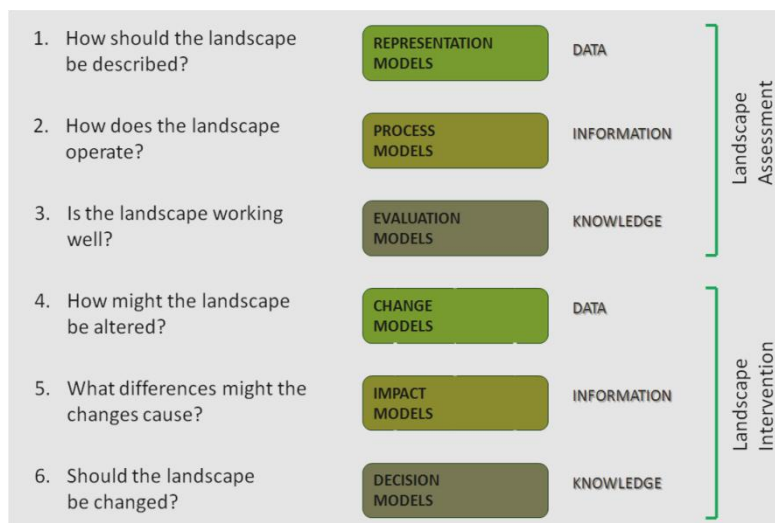 1. How should the landscape
be described?
REPRESENTATION
MODELS
DATA
2. How does the landscape
operate?
PROCESS
MODELS
INFORMATION
3. Is the landscape working
well?
EVALUATION
MODELS
KNOWLEDGE
Landscape
Assessment
4. How might the landscape
be altered?
CHANGE
MODELS
DATA
5. What differences might the
changes cause?
IMPACT
MODELS
INFORMATION
6. Should the landscape
be changed?
DECISION
MODELS
KNOWLEDGE
Landscape
Intervention